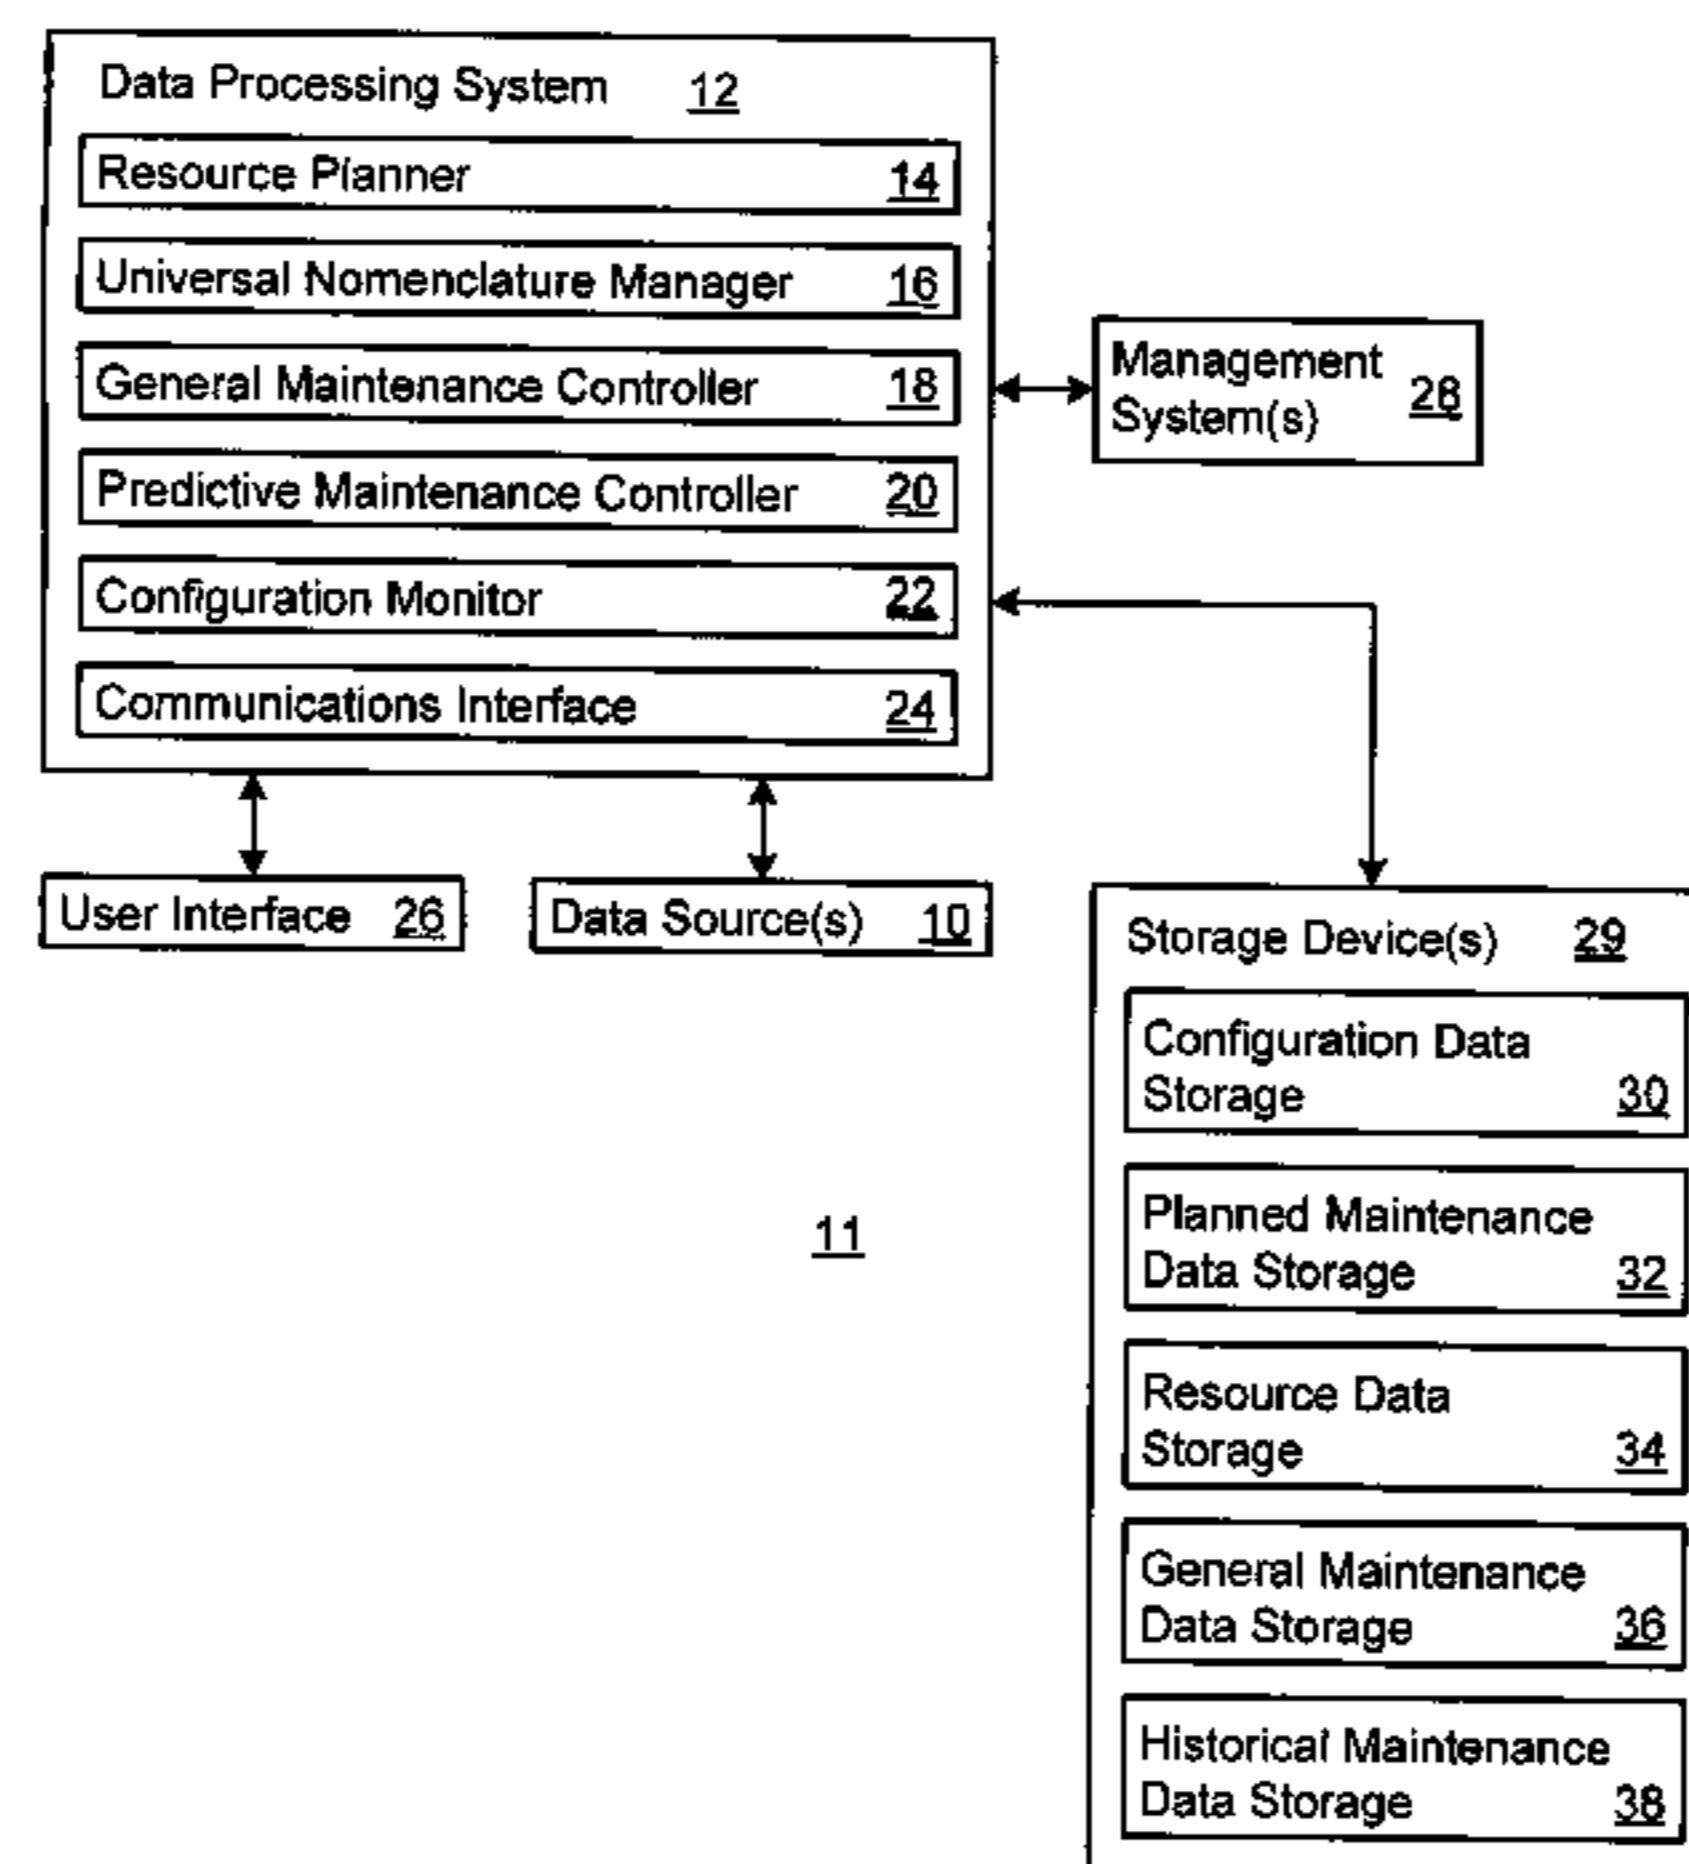 Data Processing System 12
Resource Planner 14
Universal Nomenclature Manager 16
General Maintenance Controller 18
Predictive Maintenance Controller 20
Configuration Monitor 22
Communications Interface 24
Management
System(s) 28
User Interface 26
Data Source(s) 10
Storage Device(s) 29
Configuration Data
Storage 30
11
Planned Maintenance
Data Storage 32
Resource Data
Storage 34
General Maintenance
Data Storage 36
Historical Maintenance
Data Storage 38